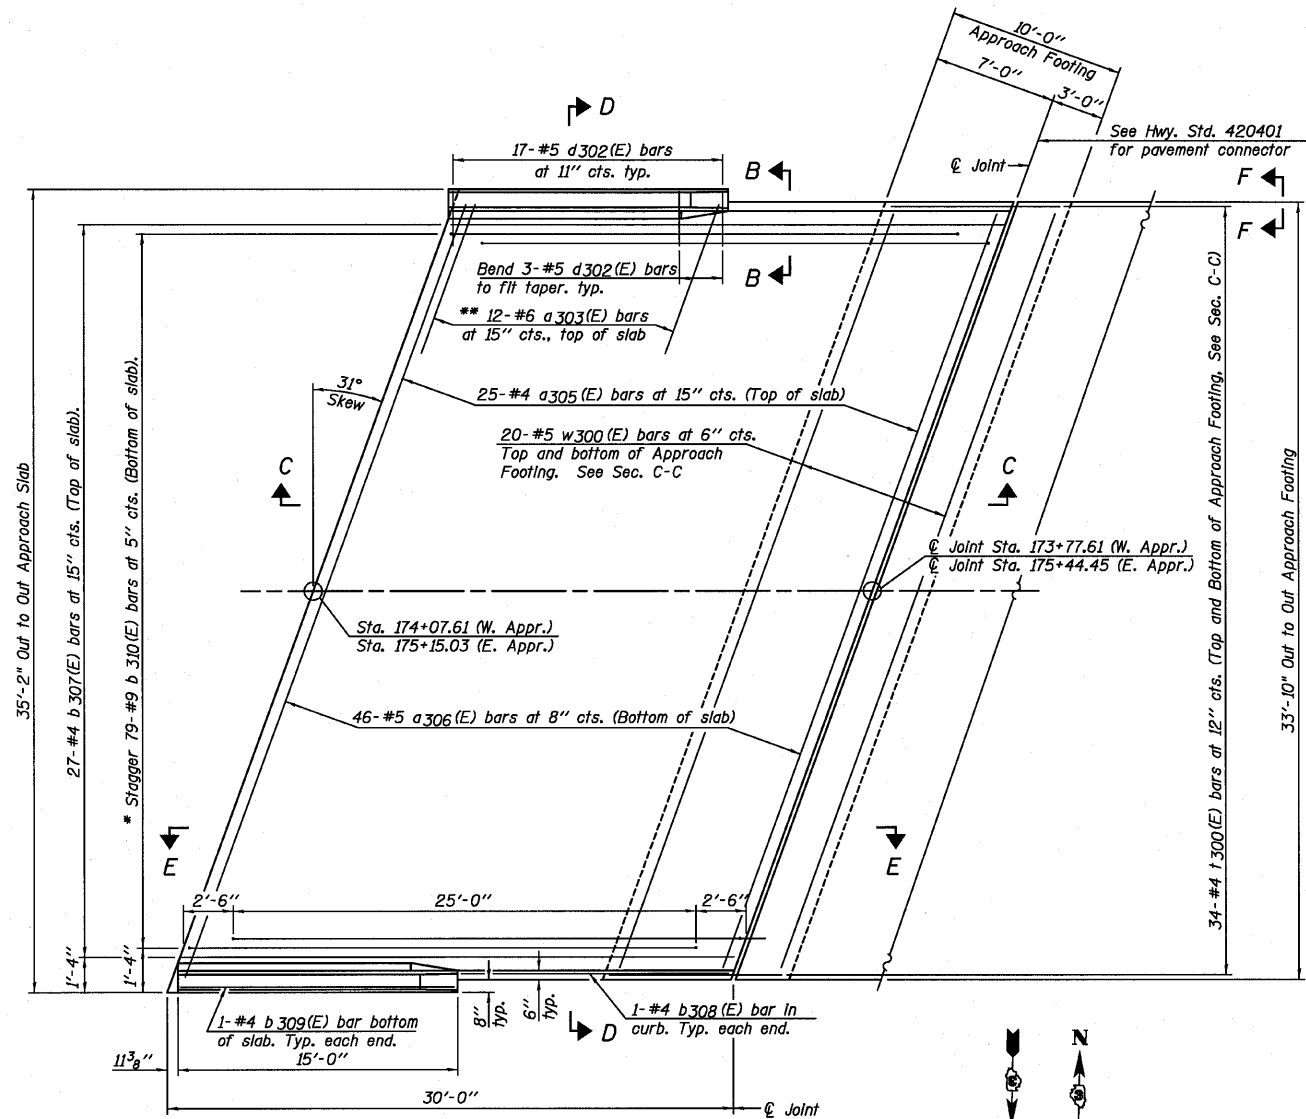 10'-0"
Approach Footing
7'-0"
3'-0"
D
17-#5 d302(E) bars
at 11" cts. typ.
B
℄ Joint
See Hwy. Std. 420401
for pavement connector
F
F
Bend 3-#5 d302(E) bars
to fit taper. typ.
B
** 12-#6 a303(E) bars
at 15" cts., top of slab
31°
Skew
25-#4 a305(E) bars at 15" cts. (Top of slab)
20-#5 w300(E) bars at 6" cts.
Top and bottom of Approach
Footing. See Sec. C-C
C
C
35'-2" Out to Out Approach Slab
27-#4 b307(E) bars at 15" cts. (Top of slab).
* Stagger 79-#9 b310(E) bars at 5" cts. (Bottom of slab).
34-#4 t300(E) bars at 12" cts. (Top and Bottom of Approach Footing, See Sec. C-C)
33'-10" Out to Out Approach Footing
℄ Joint Sta. 173+77.61 (W. Appr.)
℄ Joint Sta. 175+44.45 (E. Appr.)
Sta. 174+07.61 (W. Appr.)
Sta. 175+15.03 (E. Appr.)
46-#5 a306(E) bars at 8" cts. (Bottom of slab)
E
E
2'-6"
25'-0"
2'-6"
1'-4"
1'-4"
8"
typ.
6"
typ.
D
1-#4 b309(E) bar bottom
of slab. Typ. each end.
1-#4 b308(E) bar in
curb. Typ. each end.
11 3/8"
15'-0"
30'-0"
℄ Joint
N